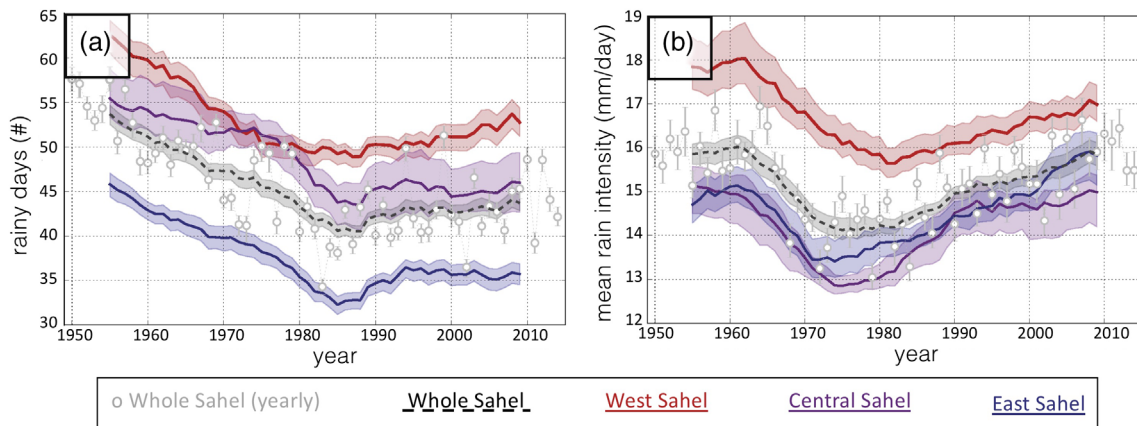 (a)
rainy days (#)
65
60
55
50
45
40
35
30
1950 1960 1970 1980 1990 2000 2010
year
(b)
mean rain intensity (mm/day)
19
18
17
16
15
14
13
12
1950 1960 1970 1980 1990 2000 2010
year
o Whole Sahel (yearly) Whole Sahel West Sahel Central Sahel East Sahel